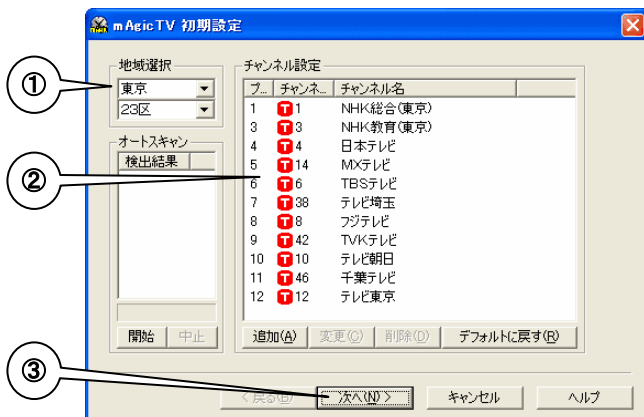 mAgicTV 初期設定
地域選択
東京
23区
オートスキャン
検出結果
開始 中止
チャンネル設定
プ... チャンネ... チャンネル名
1 T 1 NHK総合(東京)
3 T 3 NHK教育(東京)
4 T 4 日本テレビ
5 T 14 MXテレビ
6 T 6 TBSテレビ
7 T 38 テレビ埼玉
8 T 8 フジテレビ
9 T 42 TVKテレビ
10 T 10 テレビ朝日
11 T 46 千葉テレビ
12 T 12 テレビ東京
追加(A) 変更(C) 削除(D) デフォルトに戻す(R)
< 戻る(B) 次へ(N) > キャンセル ヘルプ
①
②
③